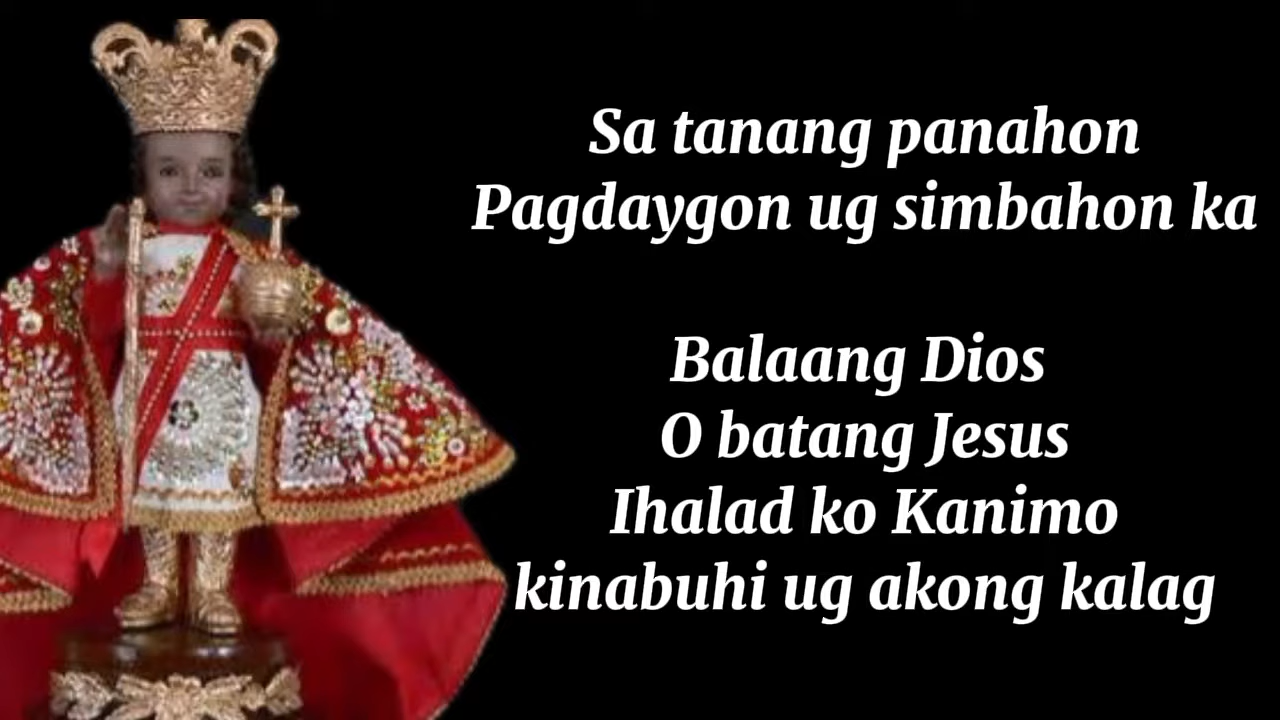 Sa tanang panahon
Pagdaygon ug simbahon ka
Balaang Dios
O batang Jesus
Ihalad ko Kanimo
kinabuhi ug akong kalag